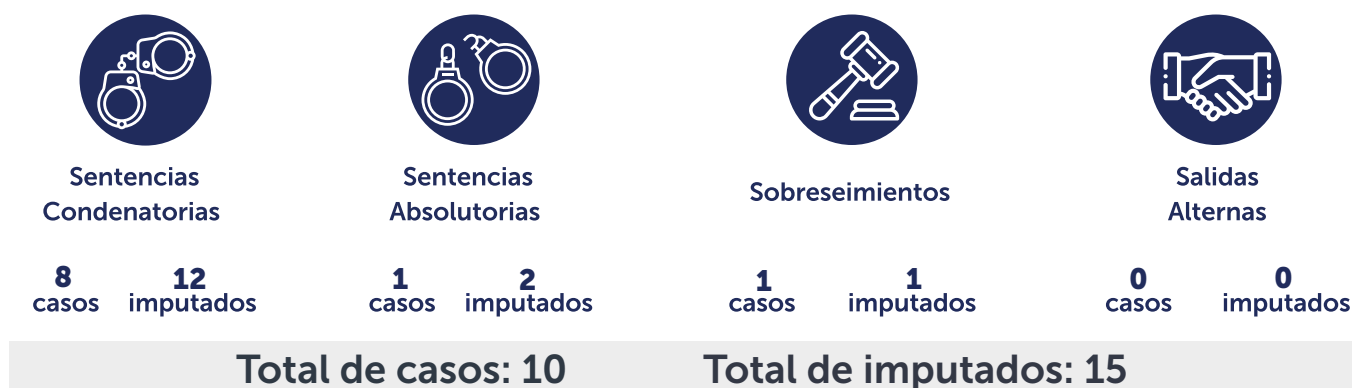 Sentencias
Condenatorias
8 casos
12 imputados
Sentencias
Absolutorias
1 casos
2 imputados
Sobreseimientos
1 casos
1 imputados
Salidas
Alternas
0 casos
0 imputados
Total de casos: 10
Total de imputados: 15